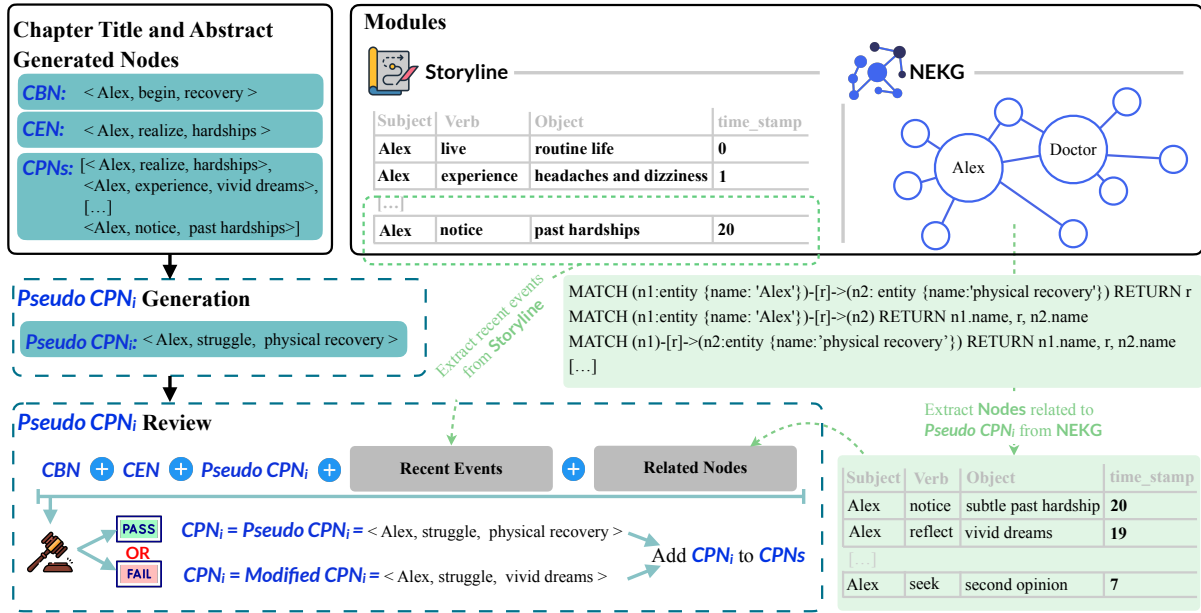 Chapter Title and Abstract
Generated Nodes
CBN: < Alex, begin, recovery >
CEN: < Alex, realize, hardships >
CPNs: [< Alex, realize, hardships>,
<Alex, experience, vivid dreams>,
[…]
<Alex, notice, past hardships>]
Modules
Storyline
Subject Verb Object time_stamp
Alex live routine life 0
Alex experience headaches and dizziness 1
[…]
Alex notice past hardships 20
NEKG
Alex
Doctor
Pseudo CPNi Generation
Pseudo CPNi: < Alex, struggle, physical recovery >
Extract recent events
from Storyline
MATCH (n1:entity {name: 'Alex'})-[r]->(n2: entity {name:'physical recovery'}) RETURN r
MATCH (n1:entity {name: 'Alex'})-[r]->(n2) RETURN n1.name, r, n2.name
MATCH (n1)-[r]->(n2:entity {name:’physical recovery’}) RETURN n1.name, r, n2.name
[…]
Extract Nodes related to
Pseudo CPNi from NEKG
Pseudo CPNi Review
CBN + CEN + Pseudo CPNi + Recent Events + Related Nodes
PASS
OR
FAIL
CPNi = Pseudo CPNi = < Alex, struggle, physical recovery >
CPNi = Modified CPNi = < Alex, struggle, vivid dreams >
Add CPNi to CPNs
Subject Verb Object time_stamp
Alex notice subtle past hardship 20
Alex reflect vivid dreams 19
[…]
Alex seek second opinion 7